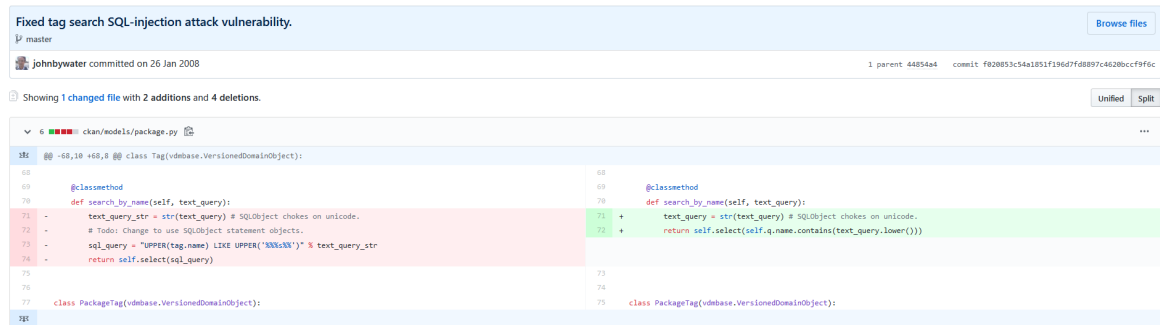 Fixed tag search SQL-injection attack vulnerability.
Browse files
master
johnbywater committed on 26 Jan 2008
1 parent 44854a4 commit f020853c54a1851f196d7fd8897c4620bccf9f6c
Showing 1 changed file with 2 additions and 4 deletions.
Unified Split
6 ckan/models/package.py
@@ -68,10 +68,8 @@ class Tag(vdmbase.VersionedDomainObject):
68 68
69 @classmethod 69 @classmethod
70 def search_by_name(self, text_query): 70 def search_by_name(self, text_query):
71 - text_query_str = str(text_query) # SQLObject chokes on unicode. 71 + text_query = str(text_query) # SQLObject chokes on unicode.
72 - # Todo: Change to use SQLObject statement objects. 72 + return self.select(self.q.name.contains(text_query.lower()))
73 - sql_query = "UPPER(tag.name) LIKE UPPER('%%%s%%')" % text_query_str
74 - return self.select(sql_query)
75 73
76 74
77 class PackageTag(vdmbase.VersionedDomainObject): 75 class PackageTag(vdmbase.VersionedDomainObject):